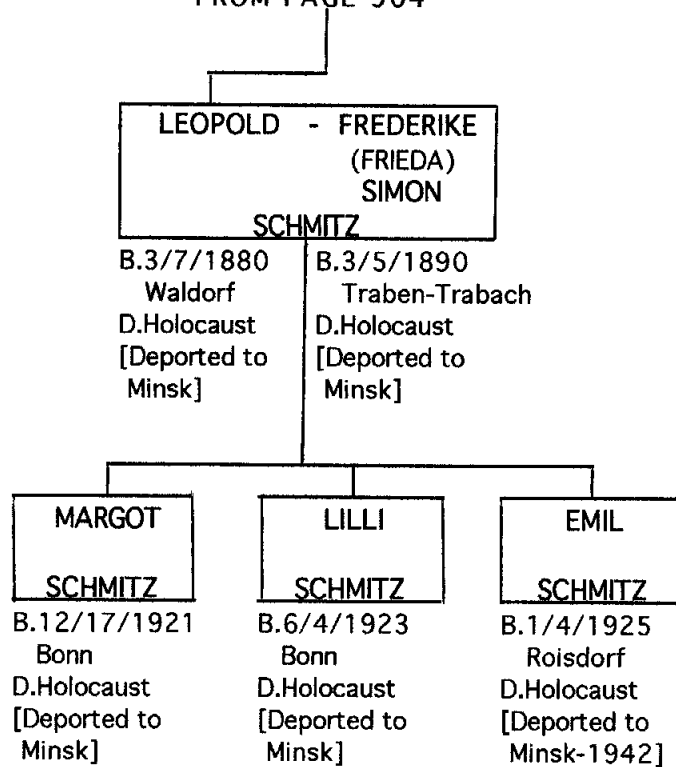 FROM PAGE 304
LEOPOLD - FREDERIKE
(FRIEDA)
SIMON
SCHMITZ
B.3/7/1880
Waldorf
D.Holocaust
[Deported to
Minsk]
B.3/5/1890
Traben-Trabach
D.Holocaust
[Deported to
Minsk]
MARGOT
SCHMITZ
B.12/17/1921
Bonn
D.Holocaust
[Deported to
Minsk]
LILLI
SCHMITZ
B.6/4/1923
Bonn
D.Holocaust
[Deported to
Minsk]
EMIL
SCHMITZ
B.1/4/1925
Roisdorf
D.Holocaust
[Deported to
Minsk-1942]